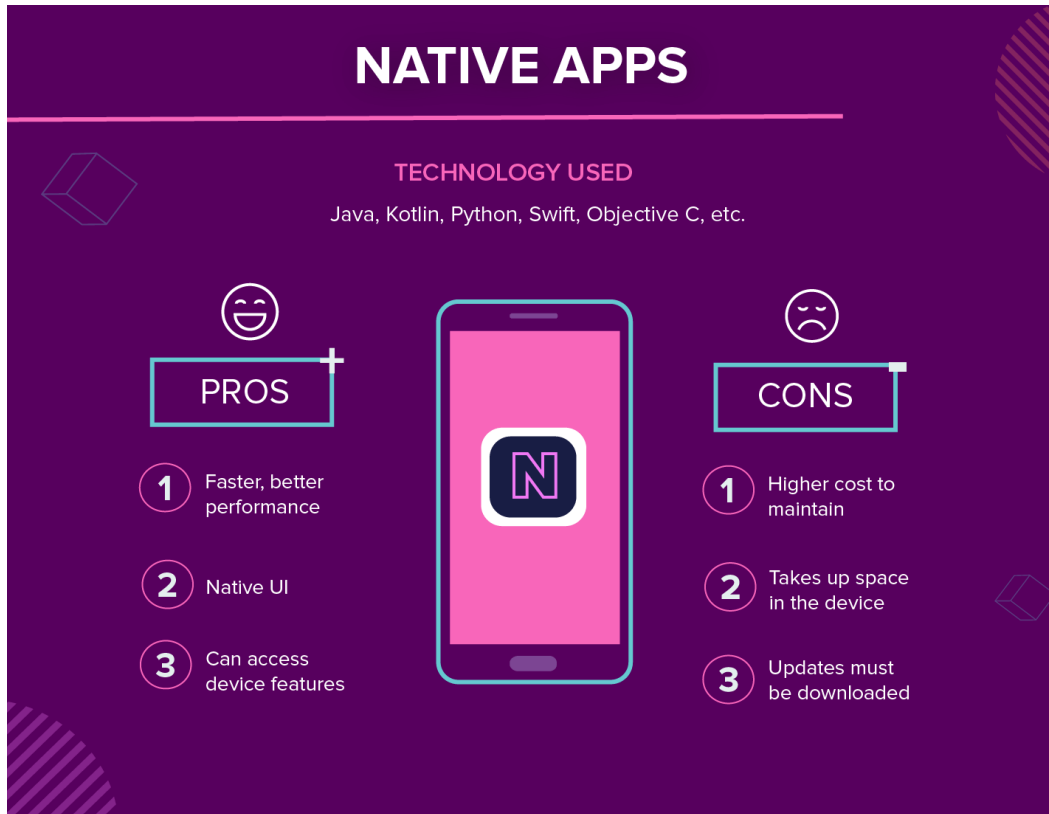 NATIVE APPS
TECHNOLOGY USED
Java, Kotlin, Python, Swift, Objective C, etc.
PROS
1
Faster, better
performance
2
Native UI
3
Can access
device features
N
CONS
1
Higher cost to
maintain
2
Takes up space
in the device
3
Updates must
be downloaded